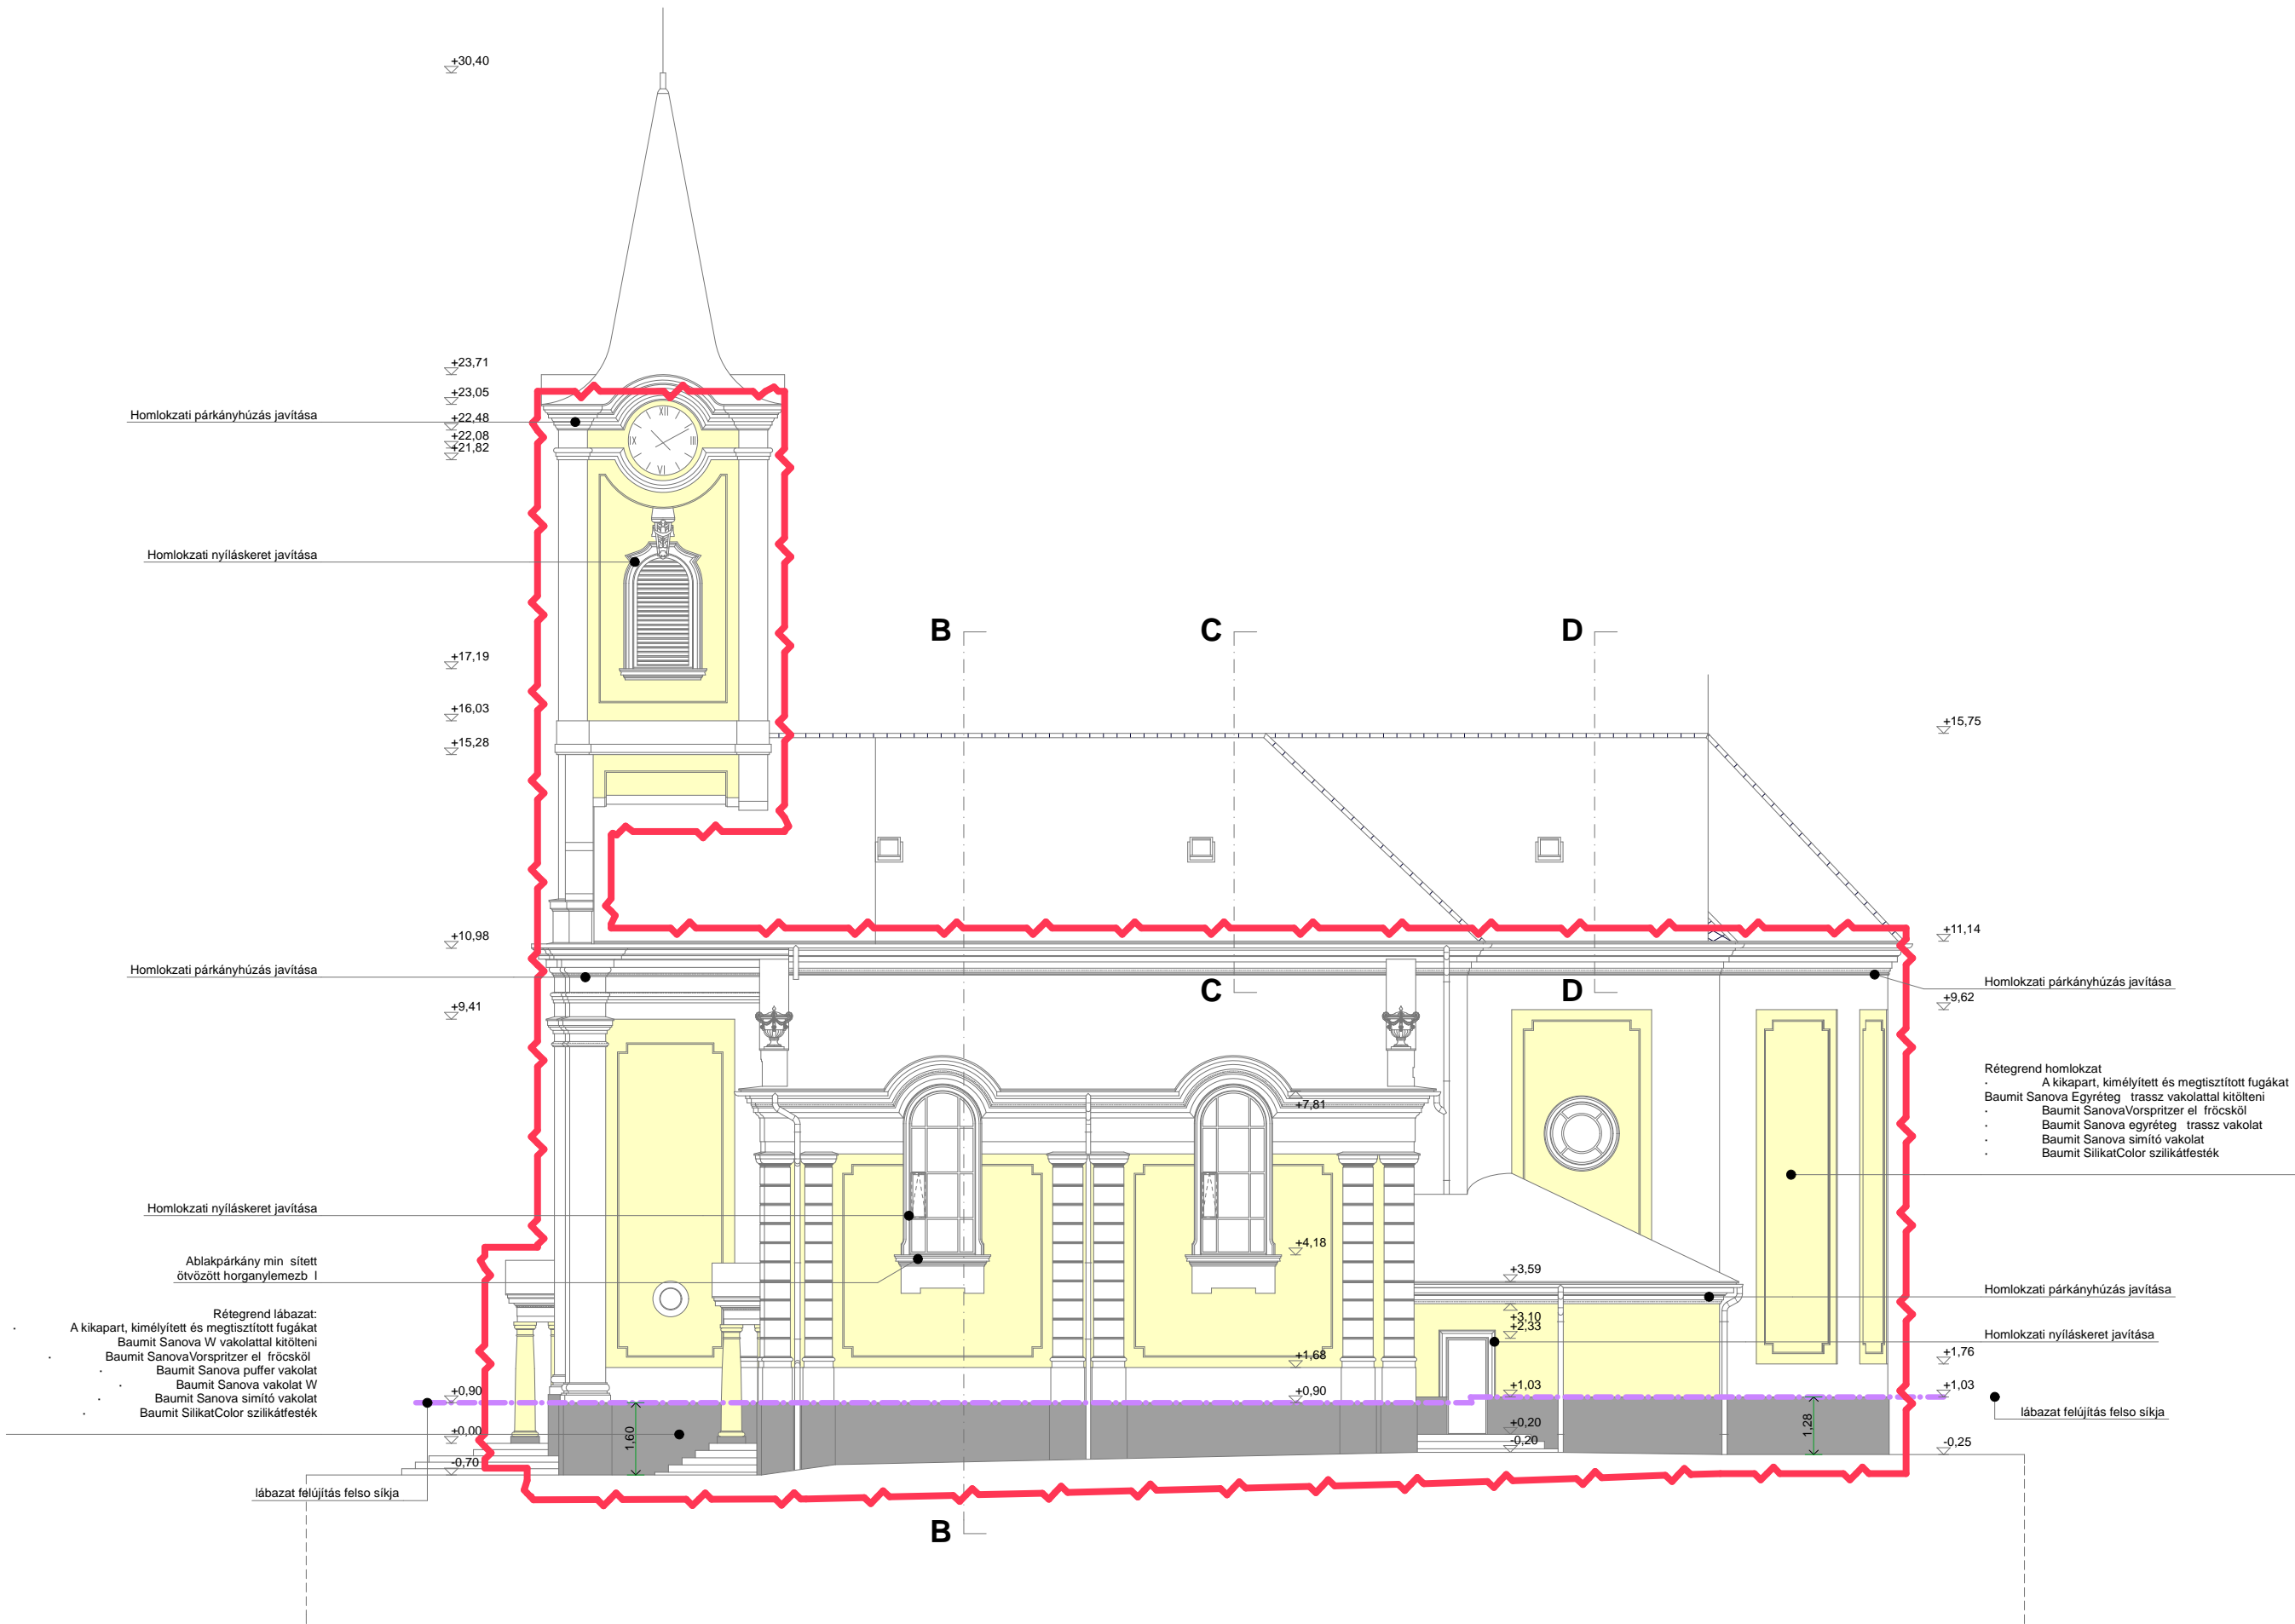 +30,40
+23,71
+23,05
Homlokzati párkányhúzás javítása
+22,48
+22,08
+21,82
XII
IX
III
VI
Homlokzati nyíláskeret javítása
B
C
D
+17,19
+16,03
+15,28
+15,75
+10,98
+11,14
Homlokzati párkányhúzás javítása
C
D
Homlokzati párkányhúzás javítása
+9,41
+9,62
Rétegrend homlokzat
· A kikapart, kimélyített és megtisztított fugákat
Baumit Sanova Egyréteg trassz vakolattal kitölteni
· Baumit SanovaVorspritzer el fröcsköl
· Baumit Sanova egyréteg trassz vakolat
· Baumit Sanova simító vakolat
· Baumit SilikatColor szilikátfesték
+7,81
Homlokzati nyíláskeret javítása
+4,18
Ablakpárkány min sített
ötvözött horganylemezb l
+3,59
Homlokzati párkányhúzás javítása
+3,10
+2,33
Homlokzati nyíláskeret javítása
Rétegrend lábazat:
· A kikapart, kimélyített és megtisztított fugákat
Baumit Sanova W vakolattal kitölteni
· Baumit SanovaVorspritzer el fröcsköl
· Baumit Sanova puffer vakolat
· Baumit Sanova vakolat W
· Baumit Sanova simító vakolat
· Baumit SilikatColor szilikátfesték
+1,68
+1,76
+0,90
+0,90
+1,03
+1,03
lábazat felújítás felso síkja
+0,00
1,60
+0,20
-0,20
1,28
-0,25
-0,70
lábazat felújítás felso síkja
B